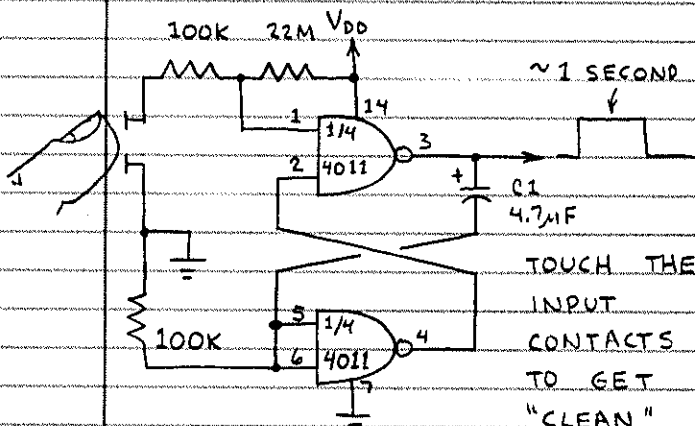 100K 22M VDD
~ 1 SECOND
14
1
1/4
3
2
4011
+
C1
4.7µF
TOUCH THE
INPUT
5
1/4
CONTACTS
100K
4
6
4011
TO GET
7
"CLEAN"